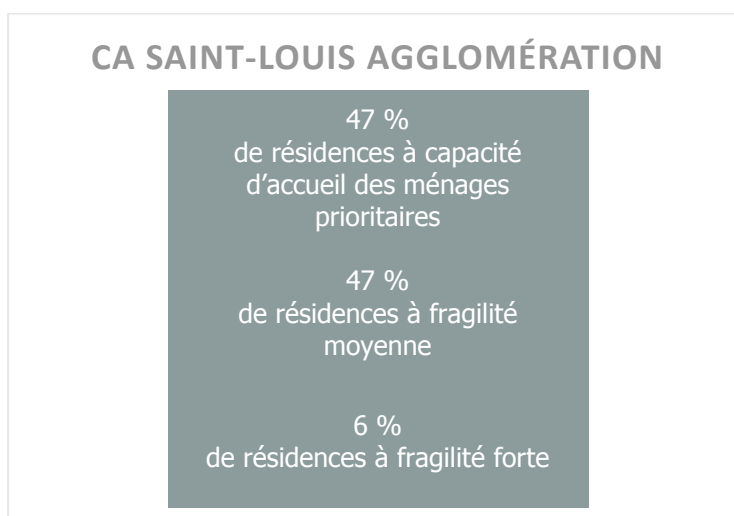 CA SAINT-LOUIS AGGLOMÉRATION
47 %
de résidences à capacité
d’accueil des ménages
prioritaires
47 %
de résidences à fragilité
moyenne
6 %
de résidences à fragilité forte